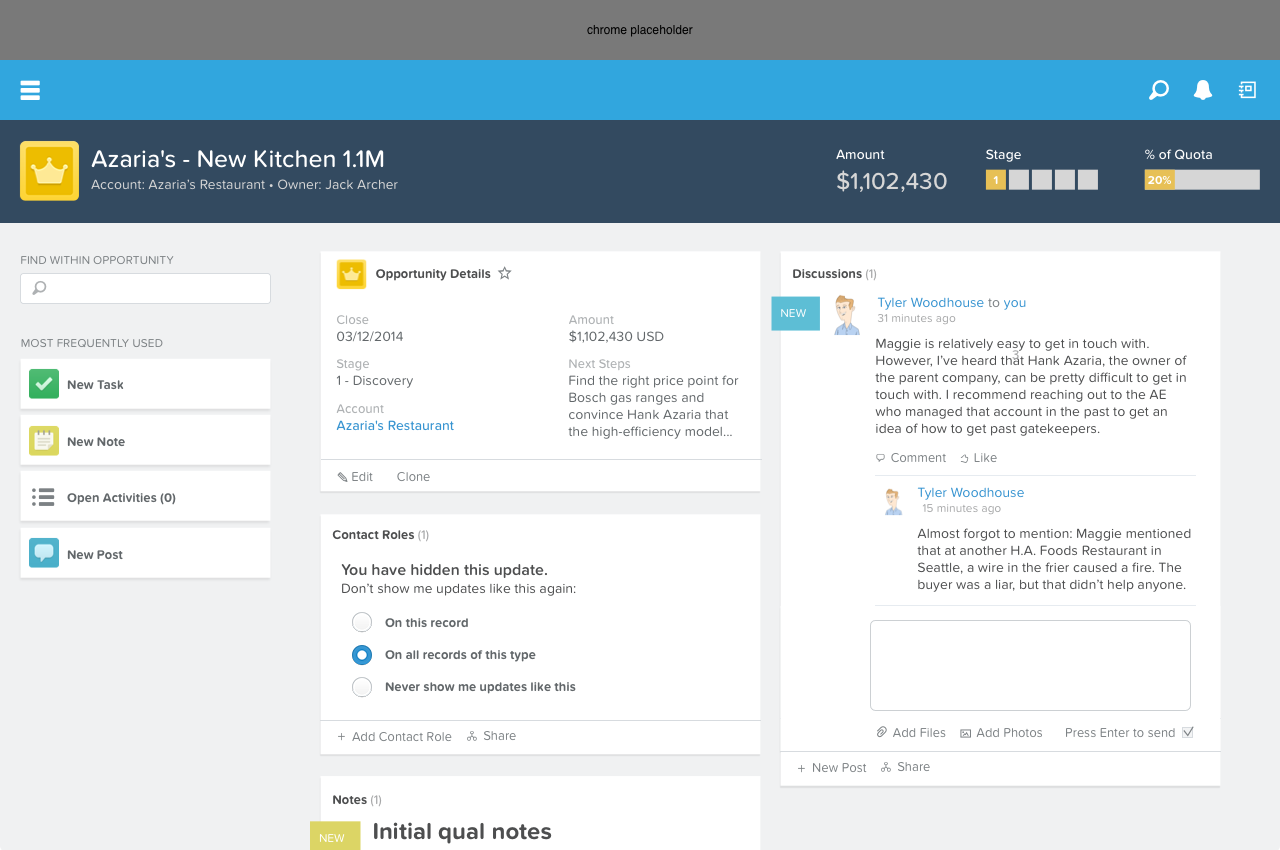 chrome placeholder
Azaria's - New Kitchen 1.1M
Account: Azaria's Restaurant • Owner: Jack Archer
Amount
$1,102,430
Stage
1
% of Quota
20%
FIND WITHIN OPPORTUNITY
MOST FREQUENTLY USED
New Task
New Note
Open Activities (0)
New Post
Opportunity Details
Close
03/12/2014
Stage
1 - Discovery
Account
Azaria's Restaurant
Amount
$1,102,430 USD
Next Steps
Find the right price point for
Bosch gas ranges and
convince Hank Azaria that
the high-efficiency model...
Edit
Clone
Contact Roles (1)
You have hidden this update.
Don't show me updates like this again:
On this record
On all records of this type
Never show me updates like this
+ Add Contact Role
Share
Notes (1)
NEW
Initial qual notes
Discussions (1)
NEW
Tyler Woodhouse to you
31 minutes ago
3
Maggie is relatively easy to get in touch with.
However, I've heard that Hank Azaria, the owner of
the parent company, can be pretty difficult to get in
touch with. I recommend reaching out to the AE
who managed that account in the past to get an
idea of how to get past gatekeepers.
Comment
Like
Tyler Woodhouse
15 minutes ago
Almost forgot to mention: Maggie mentioned
that at another H.A. Foods Restaurant in
Seattle, a wire in the frier caused a fire. The
buyer was a liar, but that didn't help anyone.
Add Files
Add Photos
Press Enter to send
+ New Post
Share